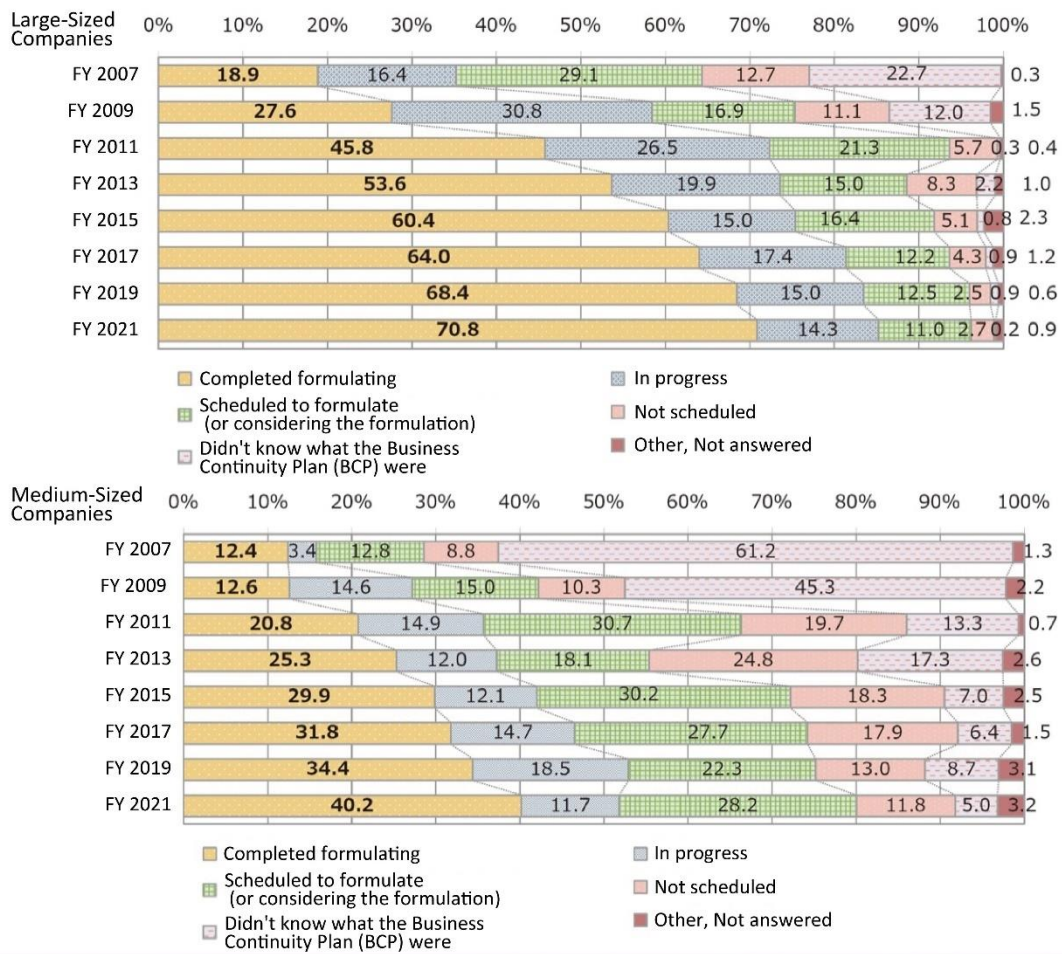 Large-Sized
Companies
0% 10% 20% 30% 40% 50% 60% 70% 80% 90% 100%
FY 2007 18.9 16.4 29.1 12.7 22.7 0.3
FY 2009 27.6 30.8 16.9 11.1 12.0 1.5
FY 2011 45.8 26.5 21.3 5.7 0.3 0.4
FY 2013 53.6 19.9 15.0 8.3 2.2 1.0
FY 2015 60.4 15.0 16.4 5.1 0.8 2.3
FY 2017 64.0 17.4 12.2 4.3 0.9 1.2
FY 2019 68.4 15.0 12.5 2.5 0.9 0.6
FY 2021 70.8 14.3 11.0 2.7 0.2 0.9
Completed formulating
In progress
Scheduled to formulate
(or considering the formulation)
Not scheduled
Didn't know what the Business
Continuity Plan (BCP) were
Other, Not answered
Medium-Sized
Companies
0% 10% 20% 30% 40% 50% 60% 70% 80% 90% 100%
FY 2007 12.4 3.4 12.8 8.8 61.2 1.3
FY 2009 12.6 14.6 15.0 10.3 45.3 2.2
FY 2011 20.8 14.9 30.7 19.7 13.3 0.7
FY 2013 25.3 12.0 18.1 24.8 17.3 2.6
FY 2015 29.9 12.1 30.2 18.3 7.0 2.5
FY 2017 31.8 14.7 27.7 17.9 6.4 1.5
FY 2019 34.4 18.5 22.3 13.0 8.7 3.1
FY 2021 40.2 11.7 28.2 11.8 5.0 3.2
Completed formulating
In progress
Scheduled to formulate
(or considering the formulation)
Not scheduled
Didn't know what the Business
Continuity Plan (BCP) were
Other, Not answered